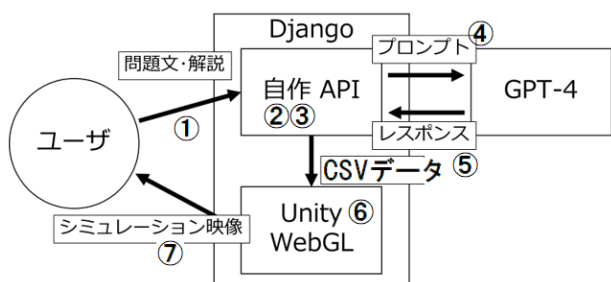 Django
プロンプト ④
問題文・解説
自作 API
②③
GPT-4
ユーザ
①
レスポンス
CSVデータ ⑤
Unity ⑥
WebGL
シミュレーション映像
⑦